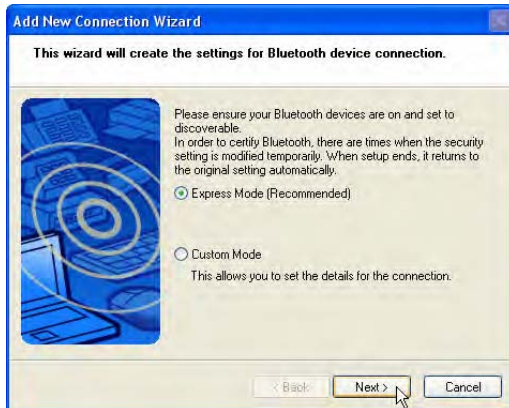 Add New Connection Wizard
This wizard will create the settings for Bluetooth device connection.
Please ensure your Bluetooth devices are on and set to
discoverable.
In order to certify Bluetooth, there are times when the security
setting is modified temporarily. When setup ends, it returns to
the original setting automatically.
Express Mode (Recommended)
Custom Mode
This allows you to set the details for the connection.
< Back Next > Cancel